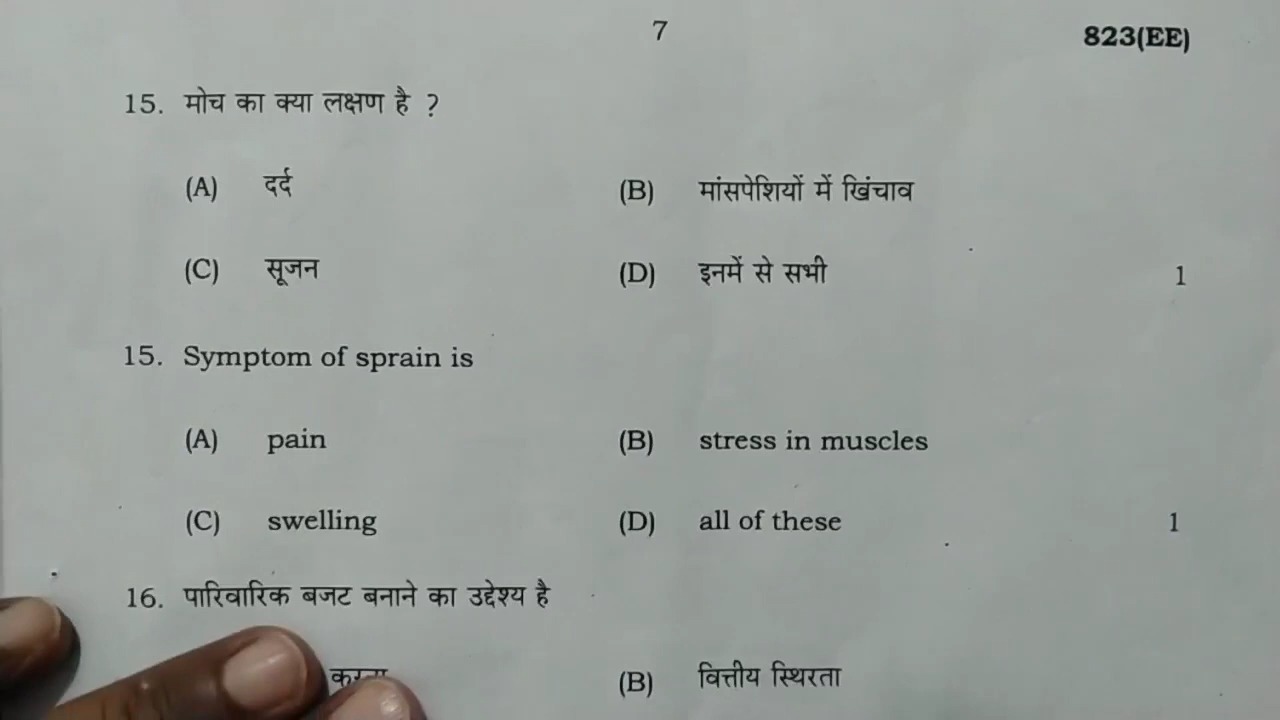 7
823(EE)
15. मोच का क्या लक्षण है ?
(A) दर्द (B) मांसपेशियों में खिंचाव
(C) सूजन (D) इनमें से सभी 1
15. Symptom of sprain is
(A) pain (B) stress in muscles
(C) swelling (D) all of these 1
16. पारिवारिक बजट बनाने का उद्देश्य है
(B) वित्तीय स्थिरता